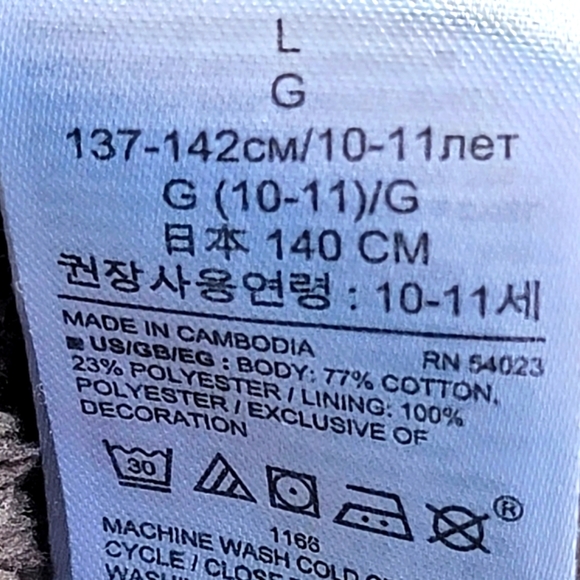 L
G
137-142см/10-11лет
G (10-11)/G
日本 140 CM
권장사용연령 : 10-11세
MADE IN CAMBODIA RN 54023
US/GB/EG : BODY: 77% COTTON,
23% POLYESTER / LINING: 100%
POLYESTER / EXCLUSIVE OF
DECORATION
30
®
1166
MACHINE WASH COLD
CYCLE / CLOSE